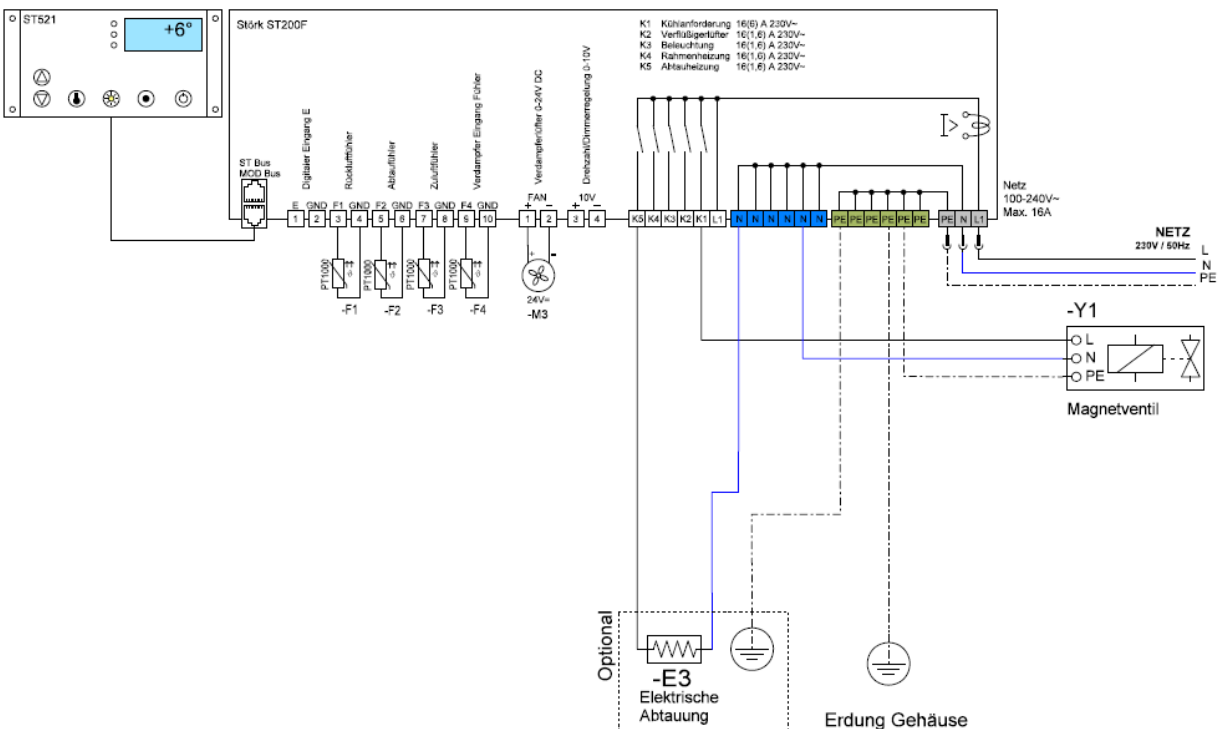 ST521
+6°
Störk ST200F
K1 Kühlanforderung 16(6) A 230V~
K2 Verflüßigerlüfter 16(1,6) A 230V~
K3 Beleuchtung 16(1,6) A 230V~
K4 Rahmenheizung 16(1,6) A 230V~
K5 Abtauheizung 16(1,6) A 230V~
Digitaler Eingang E
Rückluftfühler
Abtaufühler
Zuluftfühler
Verdampfer Eingang Fühler
Verdampferlüfter 0-24V DC
Drehzahl/Dimmerregelung 0-10V
ST Bus
MOD Bus
E GND F1 GND F2 GND F3 GND F4 GND
1 2 3 4 5 6 7 8 9 10
FAN
+ −
1 2
10V
+ −
3 4
K5 K4 K3 K2 K1 L1
N N N N N N
PE PE PE PE PE PE
PE N L1
Netz
100-240V~
Max. 16A
NETZ
230V / 50Hz
L
N
PE
PT1000
PT1000
PT1000
PT1000
-F1
-F2
-F3
-F4
+ −
24V=
-M3
-Y1
L
N
PE
Magnetventil
Optional
-E3
Elektrische
Abtauung
Erdung Gehäuse